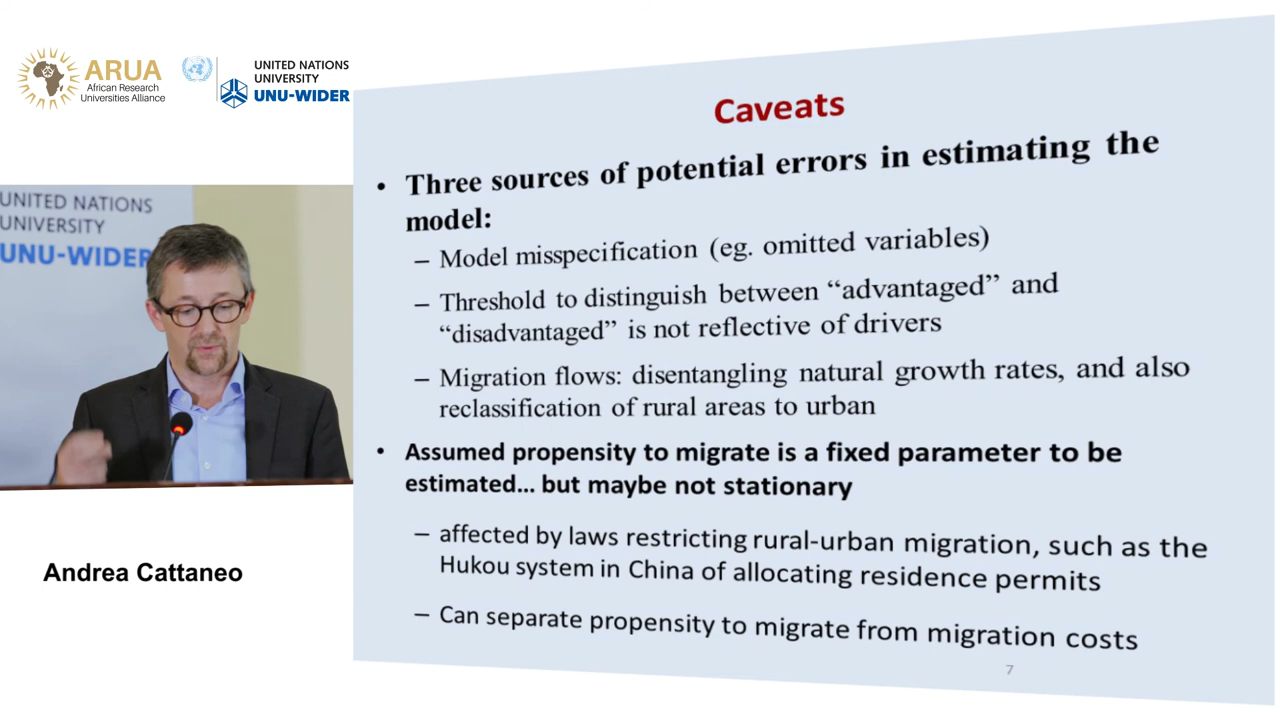 ARUA
African Research
Universities Alliance
UNITED NATIONS
UNIVERSITY
UNU-WIDER
UNITED NATIONS
UNIVERSITY
UNU-WIDER
Andrea Cattaneo
Caveats
• Three sources of potential errors in estimating the
model:
– Model misspecification (eg. omitted variables)
– Threshold to distinguish between “advantaged” and
“disadvantaged” is not reflective of drivers
– Migration flows: disentangling natural growth rates, and also
reclassification of rural areas to urban
• Assumed propensity to migrate is a fixed parameter to be
estimated... but maybe not stationary
– affected by laws restricting rural-urban migration, such as the
Hukou system in China of allocating residence permits
– Can separate propensity to migrate from migration costs
7